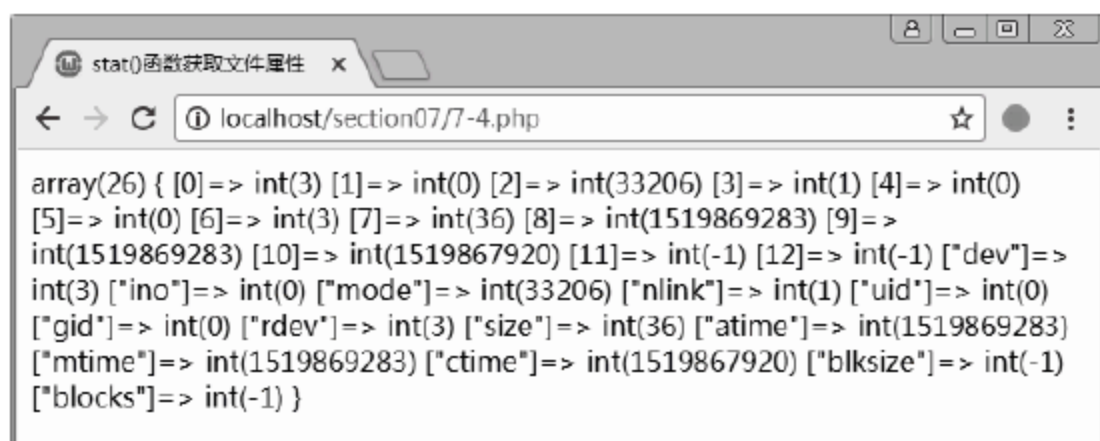 stat()函数获取文件属性
localhost/section07/7-4.php
array(26) { [0]=> int(3) [1]=> int(0) [2]=> int(33206) [3]=> int(1) [4]=> int(0)
[5]=> int(0) [6]=> int(3) [7]=> int(36) [8]=> int(1519869283) [9]=>
int(1519869283) [10]=> int(1519867920) [11]=> int(-1) [12]=> int(-1) ["dev"]=>
int(3) ["ino"]=> int(0) ["mode"]=> int(33206) ["nlink"]=> int(1) ["uid"]=> int(0)
["gid"]=> int(0) ["rdev"]=> int(3) ["size"]=> int(36) ["atime"]=> int(1519869283)
["mtime"]=> int(1519869283) ["ctime"]=> int(1519867920) ["blksize"]=> int(-1)
["blocks"]=> int(-1) }